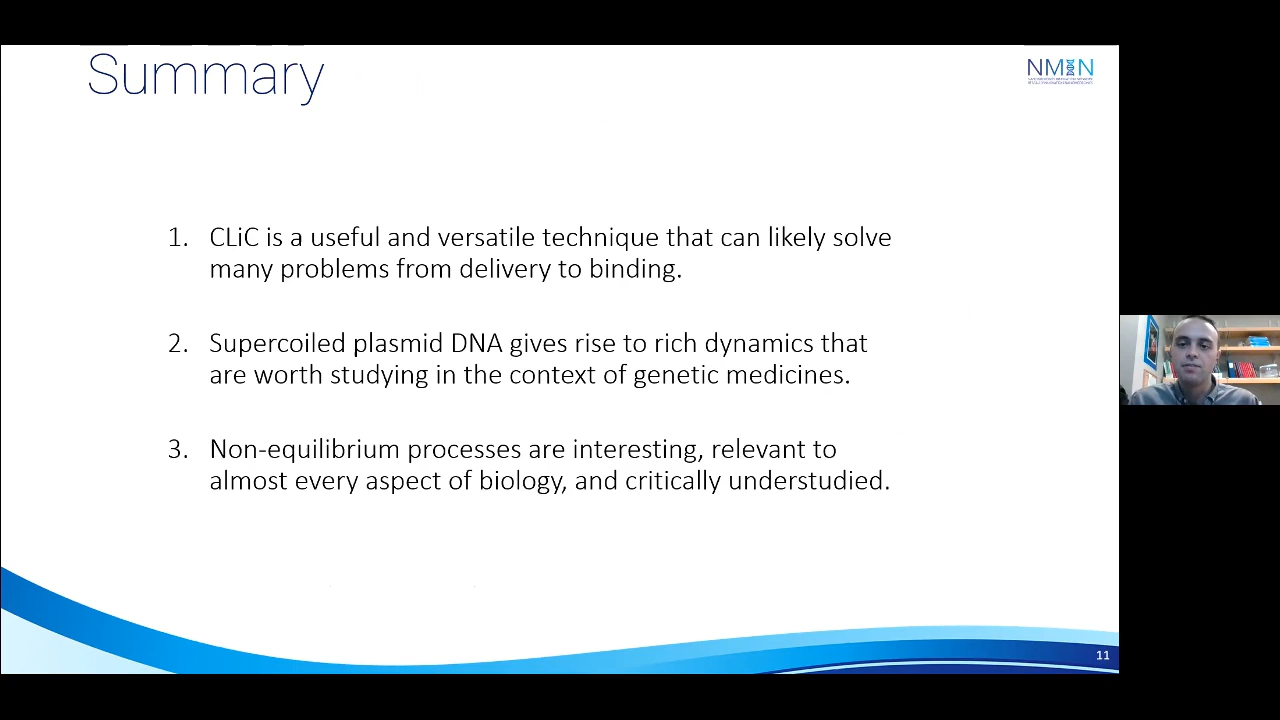 Summary
NMIN
1. CLiC is a useful and versatile technique that can likely solve
many problems from delivery to binding.
2. Supercoiled plasmid DNA gives rise to rich dynamics that
are worth studying in the context of genetic medicines.
3. Non-equilibrium processes are interesting, relevant to
almost every aspect of biology, and critically understudied.
11